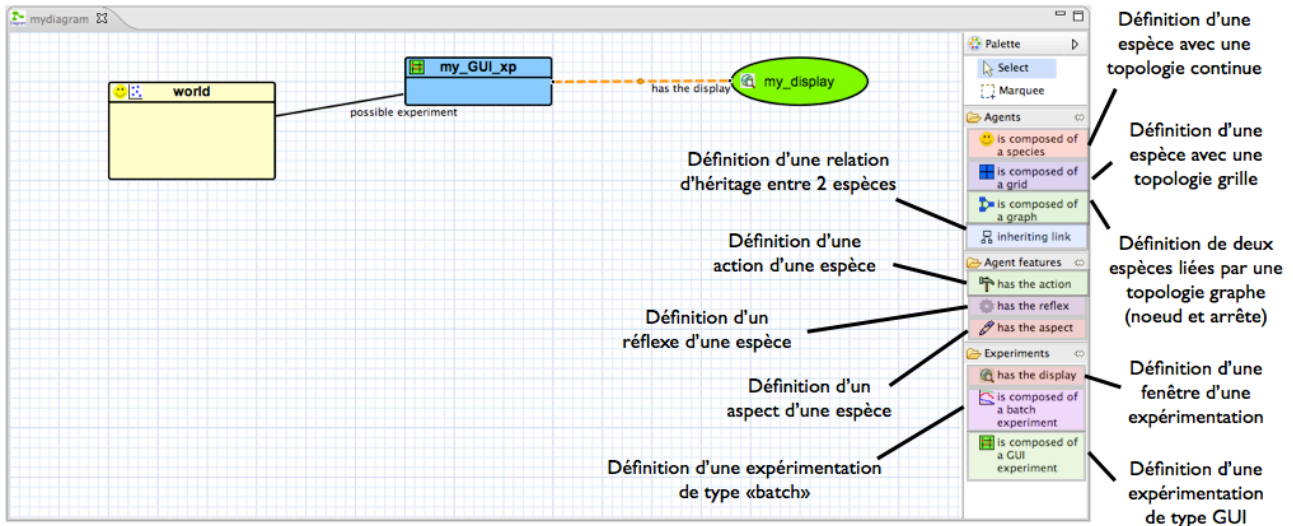 mydiagram
world
possible experiment
my_GUI_xp
has the display
my_display
Palette
Select
Marquee
Agents
is composed of
a species
is composed of
a grid
is composed of
a graph
inheriting link
Agent features
has the action
has the reflex
has the aspect
Experiments
has the display
is composed of
a batch
experiment
is composed of
a GUI
experiment
Définition d'une relation
d'héritage entre 2 espèces
Définition d'une
action d'une espèce
Définition d'un
réflexe d'une espèce
Définition d'un
aspect d'une espèce
Définition d'une expérimentation
de type «batch»
Définition d'une
espèce avec une
topologie continue
Définition d'une
espèce avec une
topologie grille
Définition de deux
espèces liées par une
topologie graphe
(noeud et arrête)
Définition d'une
fenêtre d'une
expérimentation
Définition d'une
expérimentation
de type GUI